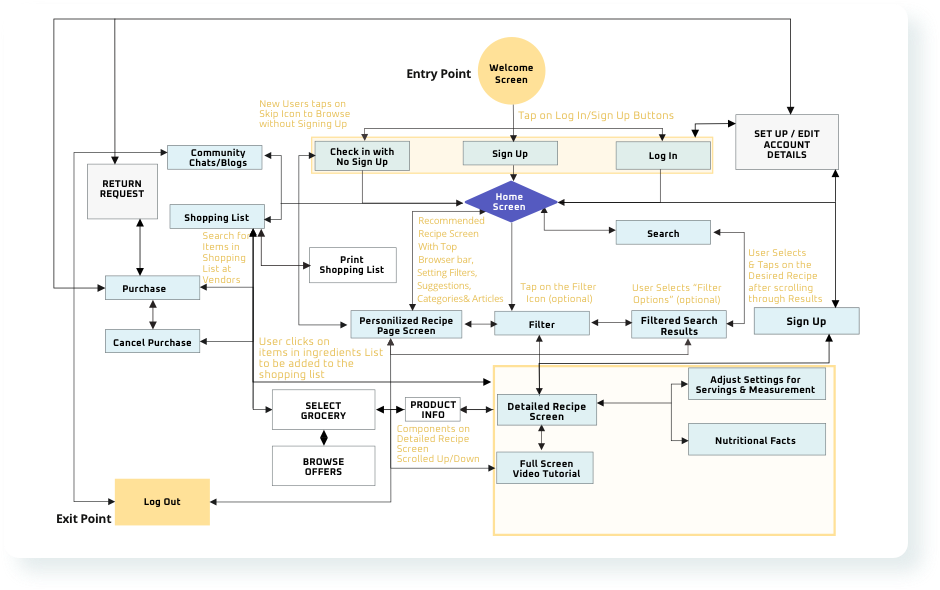 Welcome
Screen
Entry Point
New Users taps on
Skip Icon to Browse
without Signing Up
Tap on Log In/Sign Up Buttons
Check in with
No Sign Up
Sign Up
Log In
SET UP / EDIT
ACCOUNT
DETAILS
Community
Chats/Blogs
RETURN
REQUEST
Home
Screen
Shopping List
Recommended
Recipe Screen
With Top
Browser bar,
Setting Filters,
Suggestions,
Categories& Articles
Search
Search for
Items in
Shopping
List at
Vendors
Print
Shopping List
User Selects
& Taps on the
Desired Recipe
after scrolling
through Results
Purchase
Tap on the Filter
Icon (optional)
User Selects “Filter
Options” (optional)
Personilized Recipe
Page Screen
Filter
Filtered Search
Results
Sign Up
Cancel Purchase
User clicks on
items in ingredients List
to be added to the
shopping list
Adjust Settings for
Servings & Measurement
SELECT
GROCERY
PRODUCT
INFO
Detailed Recipe
Screen
Components on
Detailed Recipe
Screen
Scrolled Up/Down
Nutritional Facts
BROWSE
OFFERS
Full Screen
Video Tutorial
Log Out
Exit Point